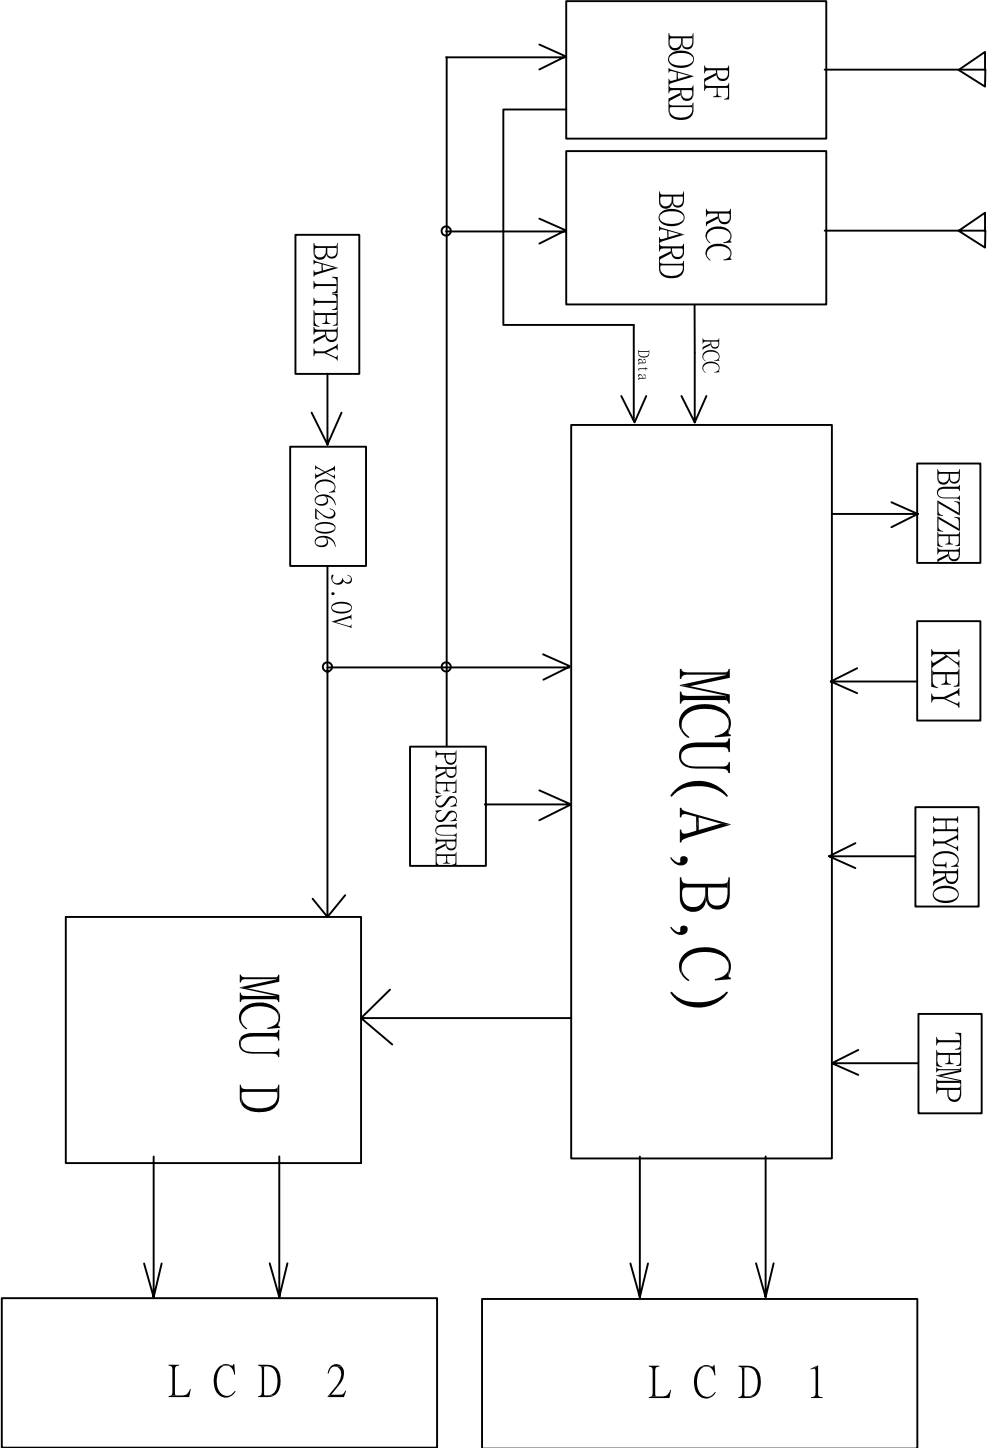 RF
BOARD
RCC
BOARD
BATTERY
XC6206
3.0V
Data
RCC
BUZZER
KEY
HYGRO
TEMP
MCU(A,B,C)
PRESSURE
MCU D
LCD 2
LCD 1